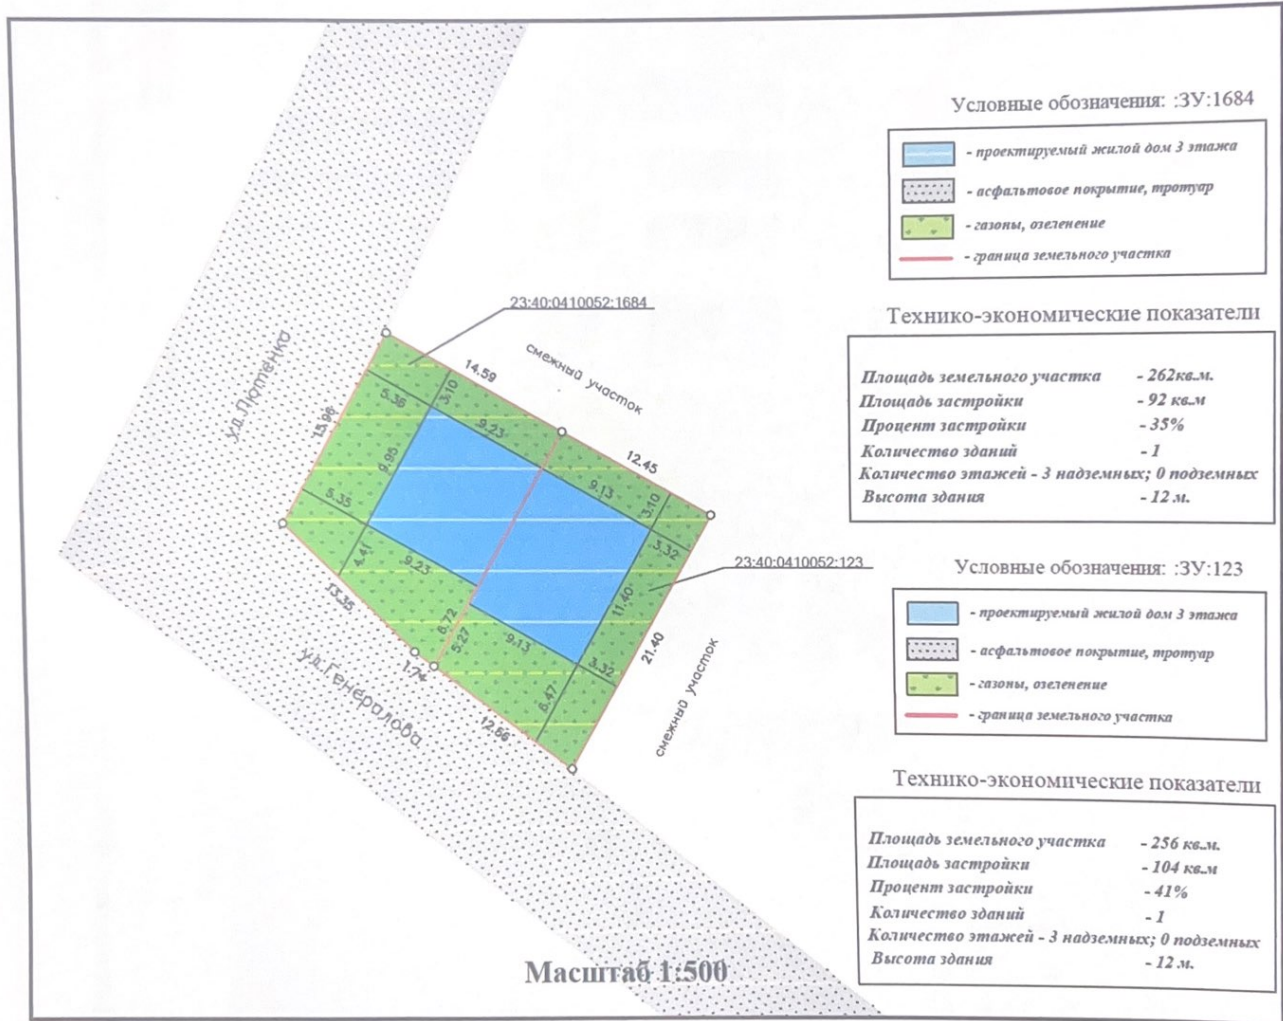 Условные обозначения: :ЗУ:1684
- проектируемый жилой дом 3 этажа
- асфальтовое покрытие, тротуар
- газоны, озеленение
- граница земельного участка
Технико-экономические показатели
Площадь земельного участка - 262кв.м.
Площадь застройки - 92 кв.м
Процент застройки - 35%
Количество зданий - 1
Количество этажей - 3 надземных; 0 подземных
Высота здания - 12 м.
23:40:0410052:1684
смежный участок
14.59
3.10
5.36
ул.Лютенко
15.96
9.23
12.45
9.95
9.13
3.10
5.35
3.32
23:40:0410052:123
4.41
9.23
11.40
13.35
6.72
5.27
9.13
21.40
3.32
смежный участок
1.74
ул.Генералова
6.47
12.66
Масштаб 1:500
Условные обозначения: :ЗУ:123
- проектируемый жилой дом 3 этажа
- асфальтовое покрытие, тротуар
- газоны, озеленение
- граница земельного участка
Технико-экономические показатели
Площадь земельного участка - 256 кв.м.
Площадь застройки - 104 кв.м
Процент застройки - 41%
Количество зданий - 1
Количество этажей - 3 надземных; 0 подземных
Высота здания - 12 м.